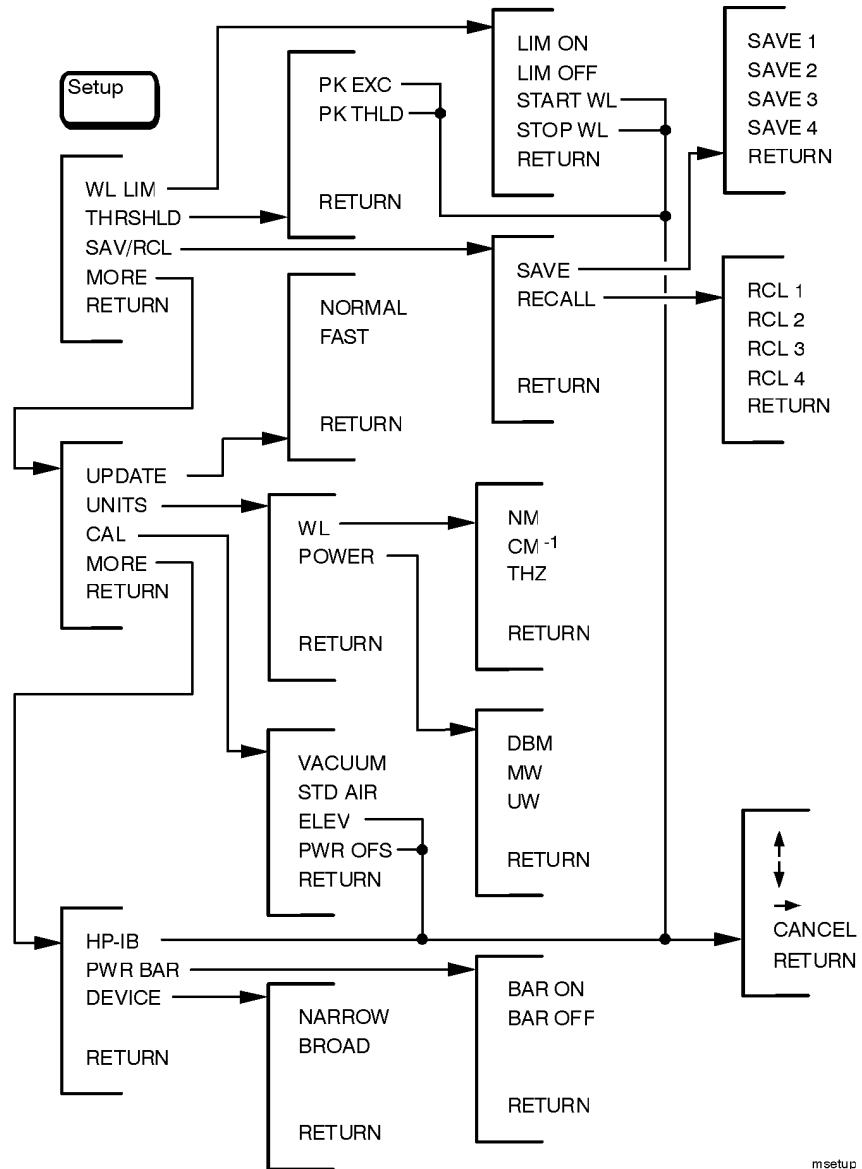 Setup
WL LIM
THRSHLD
SAV/RCL
MORE
RETURN
PK EXC
PK THLD
RETURN
LIM ON
LIM OFF
START WL
STOP WL
RETURN
SAVE 1
SAVE 2
SAVE 3
SAVE 4
RETURN
SAVE
RECALL
RETURN
RCL 1
RCL 2
RCL 3
RCL 4
RETURN
NORMAL
FAST
RETURN
UPDATE
UNITS
CAL
MORE
RETURN
WL
POWER
RETURN
NM
CM⁻¹
THZ
RETURN
VACUUM
STD AIR
ELEV
PWR OFS
RETURN
DBM
MW
UW
RETURN
HP-IB
PWR BAR
DEVICE
RETURN
NARROW
BROAD
RETURN
BAR ON
BAR OFF
RETURN
CANCEL
RETURN
msetup